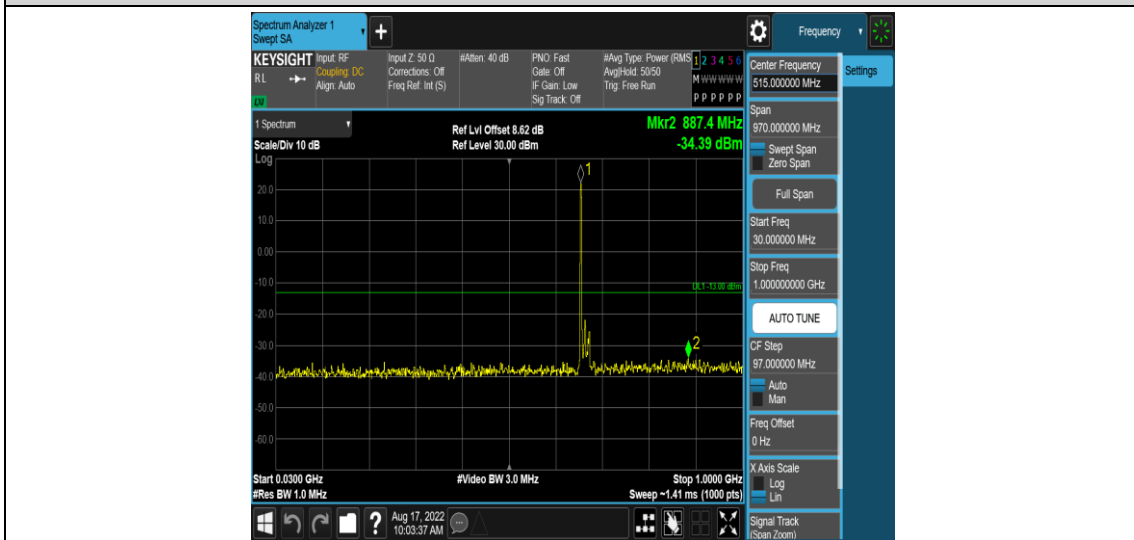 Spectrum Analyzer 1
Swept SA
Frequency
KEYSIGHT
RL
Input: RF
Coupling: DC
Align: Auto
Input Z: 50 Ω
Corrections: Off
Freq Ref: Int (S)
#Atten: 40 dB
PNO: Fast
Gate: Off
IF Gain: Low
Sig Track: Off
#Avg Type: Power (RMS
Avg|Hold: 50/50
Trig: Free Run
1 2 3 4 5 6
M W W W W W
P P P P P P
1 Spectrum
Scale/Div 10 dB
Log
Ref Lvl Offset 8.62 dB
Ref Level 30.00 dBm
Mkr2 887.4 MHz
-34.39 dBm
1
20.0
10.0
0.00
-10.0
DL1 -13.00 dBm
-20.0
-30.0
2
-40.0
-50.0
-60.0
Start 0.0300 GHz
#Res BW 1.0 MHz
#Video BW 3.0 MHz
Stop 1.0000 GHz
Sweep ~1.41 ms (1000 pts)
Center Frequency
515.000000 MHz
Settings
Span
970.000000 MHz
Swept Span
Zero Span
Full Span
Start Freq
30.000000 MHz
Stop Freq
1.000000000 GHz
AUTO TUNE
CF Step
97.000000 MHz
Auto
Man
Freq Offset
0 Hz
X Axis Scale
Log
Lin
Signal Track
(Span Zoom)
?
Aug 17, 2022
10:03:37 AM